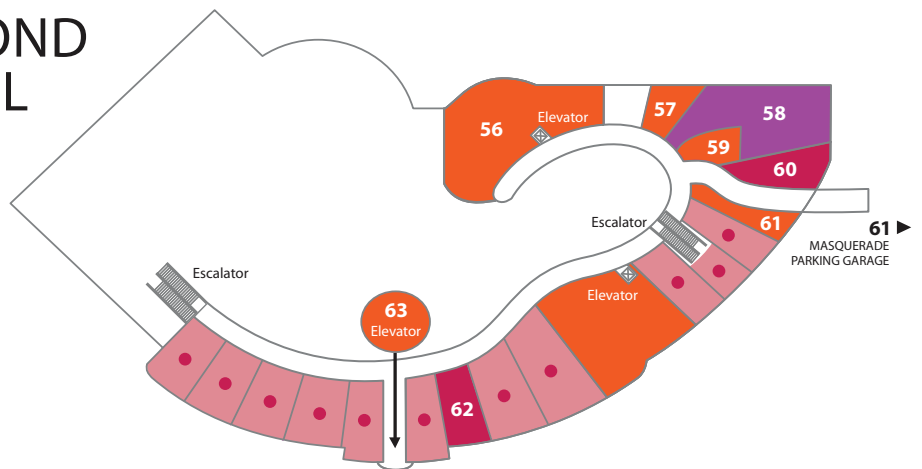 OND
L
56
Elevator
57
58
59
60
Escalator
61
61
MASQUERADE
PARKING GARAGE
Escalator
Elevator
63
Elevator
62